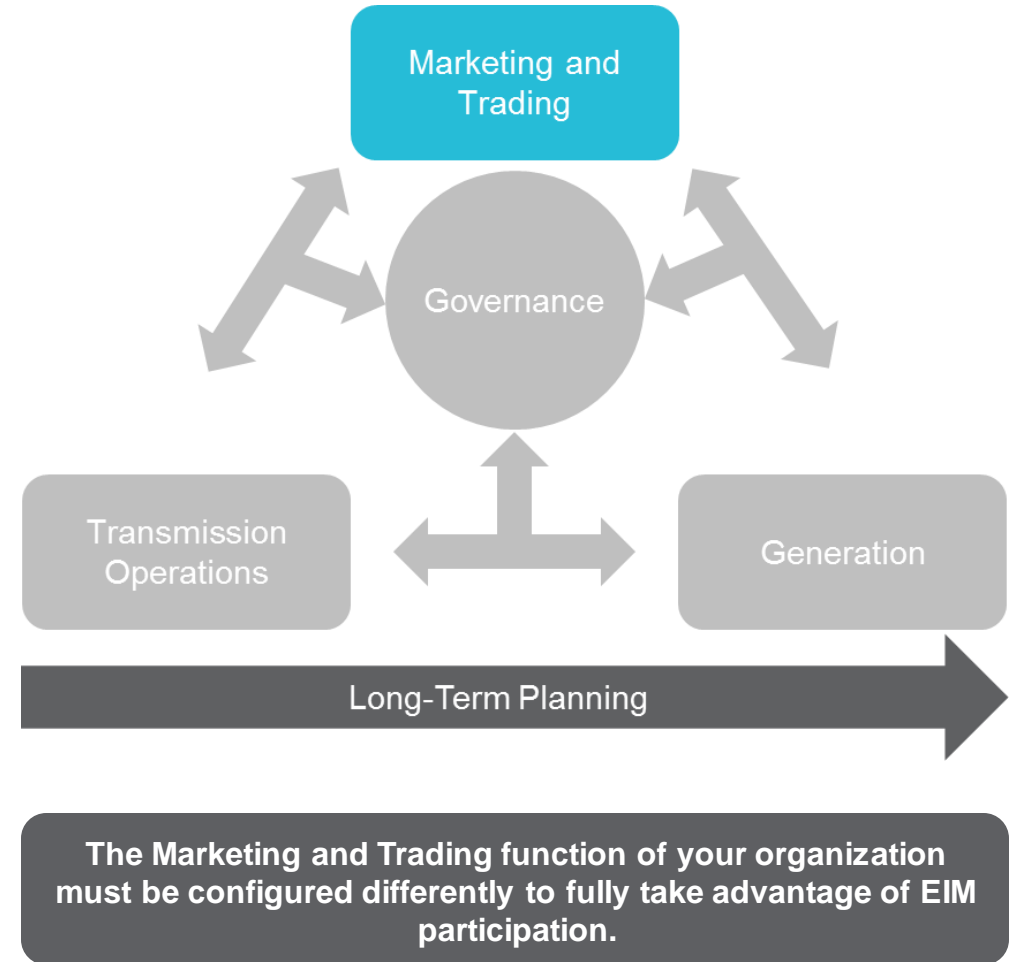 Marketing and
Trading
Governance
Transmission
Operations
Generation
Long-Term Planning
The Marketing and Trading function of your organization
must be configured differently to fully take advantage of EIM
participation.